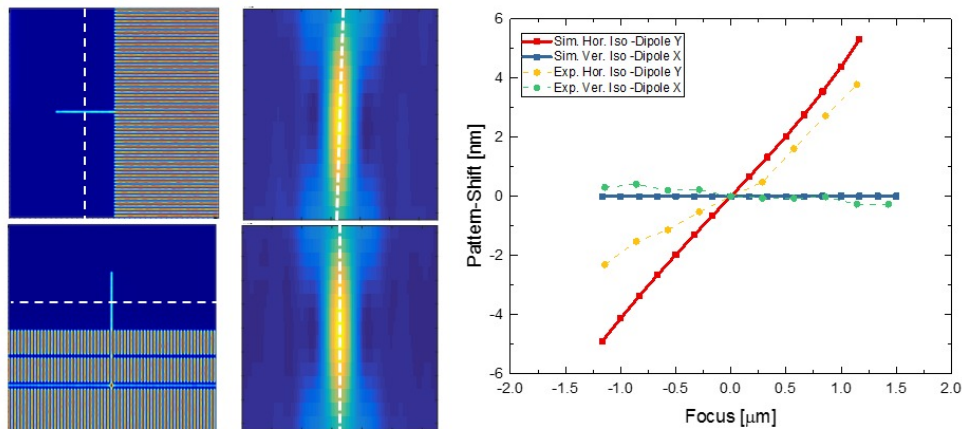 6
4
2
0
-2
-4
-6
Pattern-Shift [nm]
Sim. Hor. Iso -Dipole Y
Sim. Ver. Iso -Dipole X
Exp. Hor. Iso -Dipole Y
Exp. Ver. Iso -Dipole X
-2.0 -1.5 -1.0 -0.5 0.0 0.5 1.0 1.5 2.0
Focus [µm]